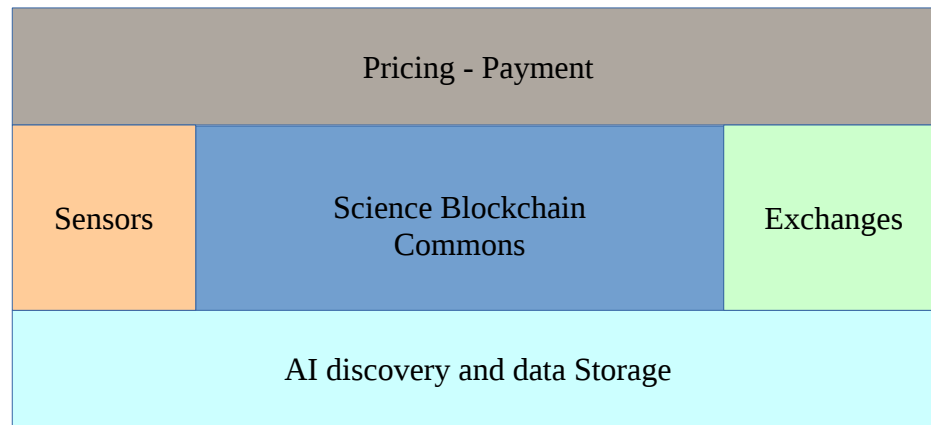 Pricing - Payment
Sensors
Science Blockchain
Commons
Exchanges
AI discovery and data Storage